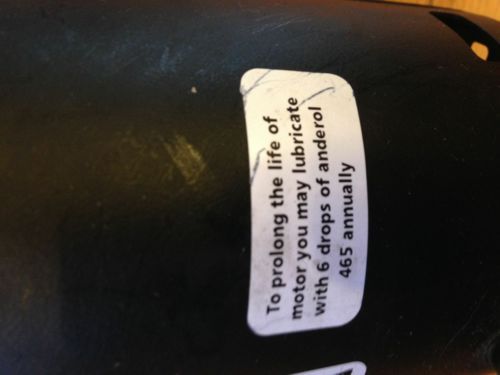 To prolong the life of
motor you may lubricate
with 6 drops of anderol
465 annually